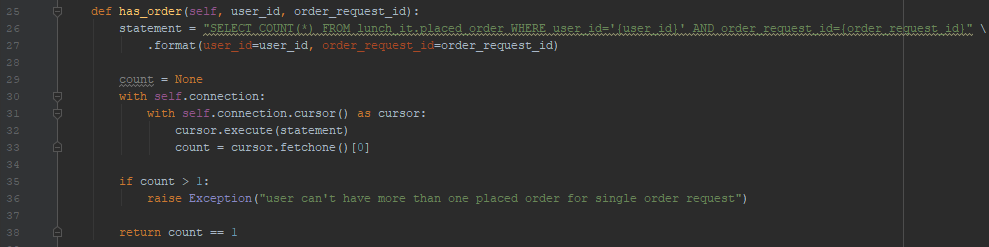 25 def has_order(self, user_id, order_request_id):
26 statement = "SELECT COUNT(*) FROM lunch_it.placed_order WHERE user_id='{user_id}' AND order_request_id={order_request_id}" \
27 .format(user_id=user_id, order_request_id=order_request_id)
28
29 count = None
30 with self.connection:
31 with self.connection.cursor() as cursor:
32 cursor.execute(statement)
33 count = cursor.fetchone()[0]
34
35 if count > 1:
36 raise Exception("user can't have more than one placed order for single order request")
37
38 return count == 1